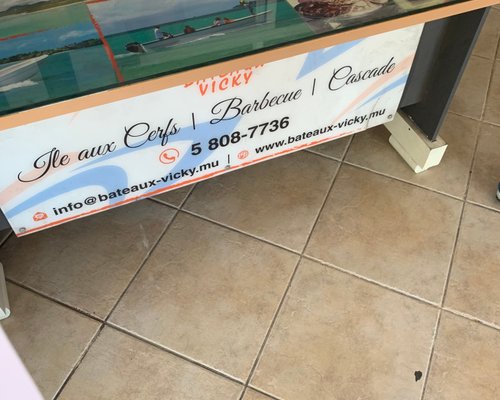 VICKY
Ile aux Cerfs | Barbecue | Cascade
5 808-7736
info@bateaux-vicky.mu | www.bateaux-vicky.mu